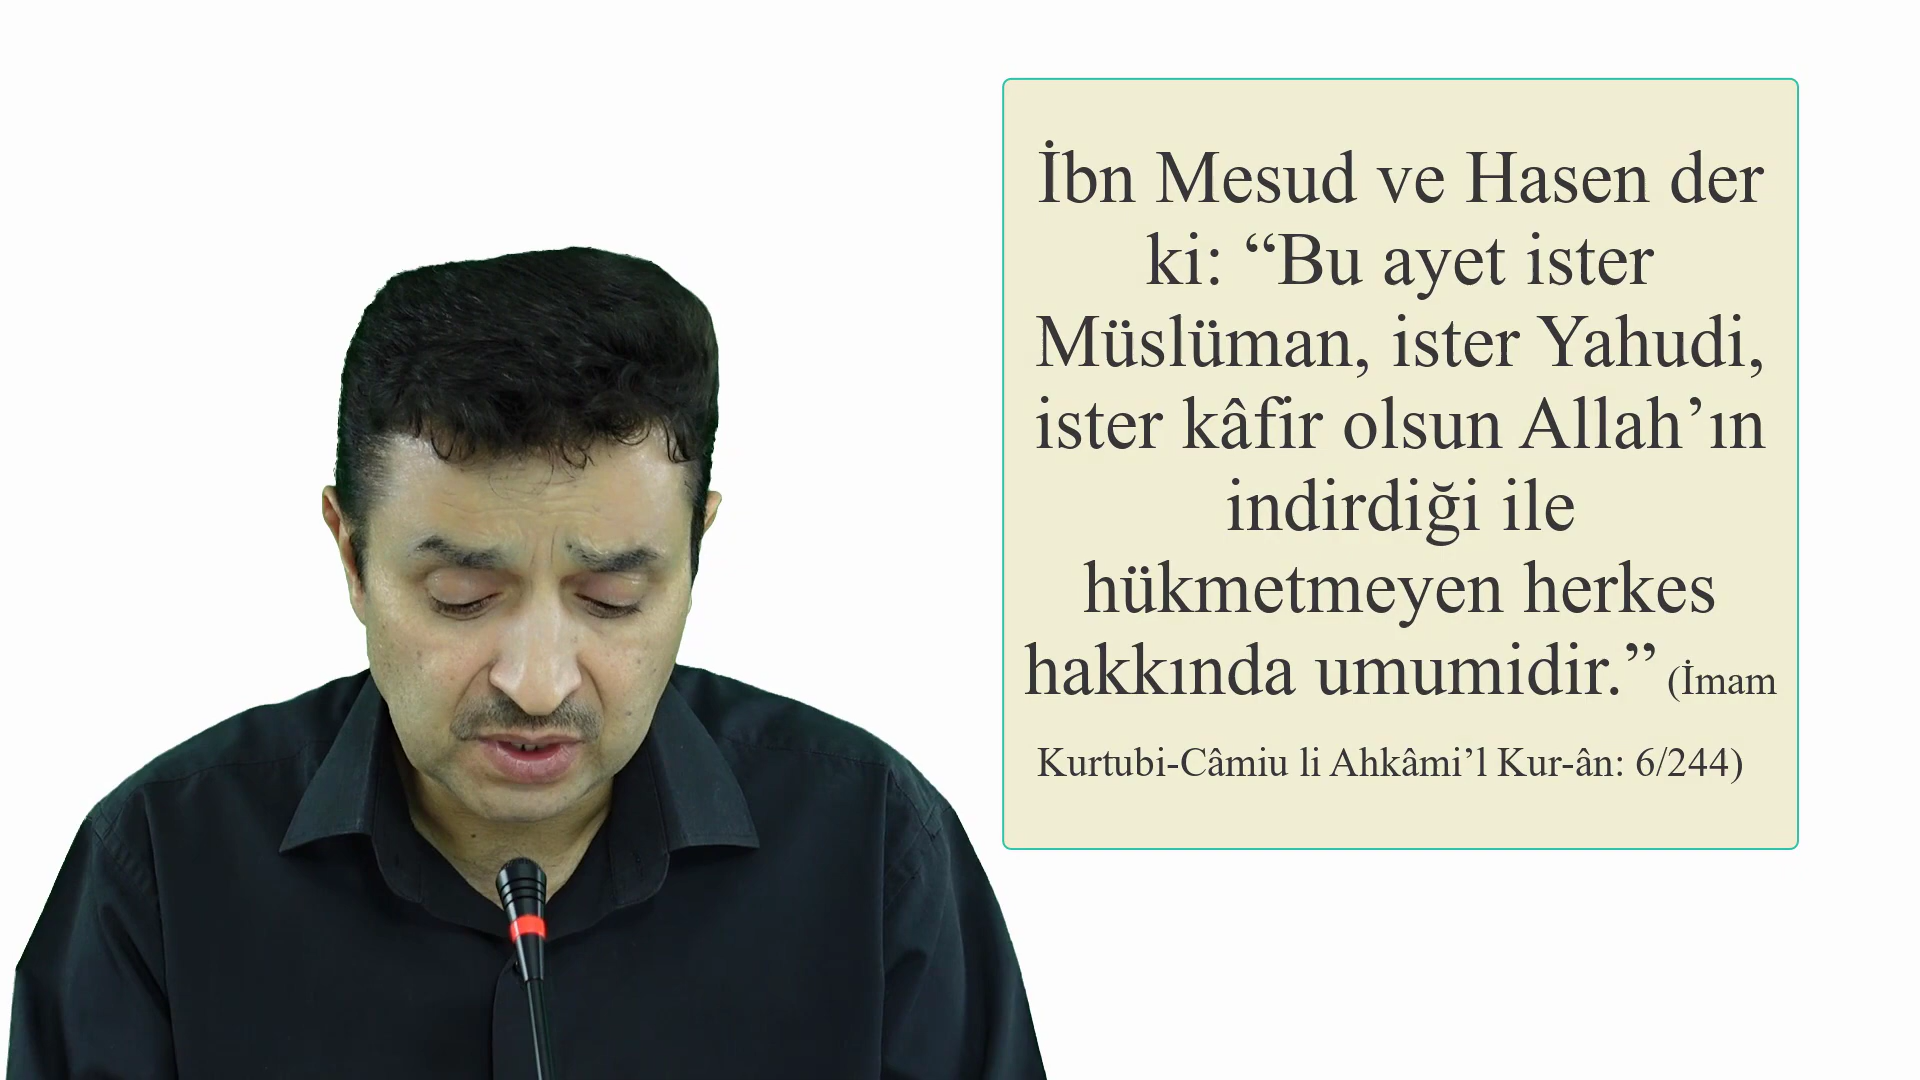 İbn Mesud ve Hasen der
ki: “Bu ayet ister
Müslüman, ister Yahudi,
ister kâfir olsun Allah’ın
indirdiği ile
hükmetmeyen herkes
hakkında umumidir.” (İmam
Kurtubi-Câmiu li Ahkâmi’l Kur-ân: 6/244)